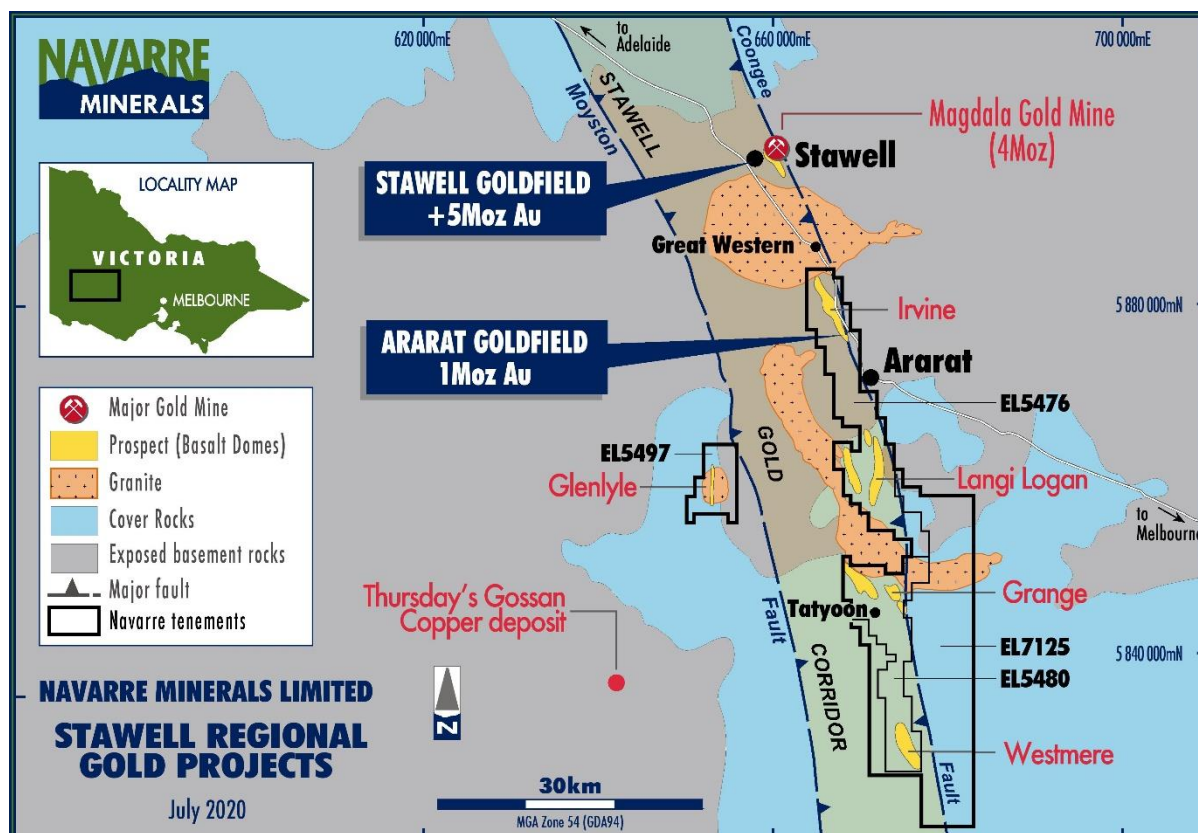 NAVARRE
MINERALS
LOCALITY MAP
VICTORIA
MELBOURNE
Major Gold Mine
Prospect (Basalt Domes)
Granite
Cover Rocks
Exposed basement rocks
Major fault
Navarre tenements
NAVARRE MINERALS LIMITED
STAWELL REGIONAL
GOLD PROJECTS
July 2020
620 000mE
660 000mE
700 000mE
to
Adelaide
Coongee
Moyston
STAWELL
Magdala Gold Mine
(4Moz)
Stawell
STAWELL GOLDFIELD
+5Moz Au
Great Western
5 880 000mN
Irvine
ARARAT GOLDFIELD
1Moz Au
Ararat
EL5476
GOLD
EL5497
Glenlyle
Langi Logan
to
Melbourne
Thursday's Gossan
Copper deposit
Fault
Tatyoon
Grange
EL7125
5 840 000mN
EL5480
CORRIDOR
Westmere
Fault
N
30km
MGA Zone 54 (GDA94)